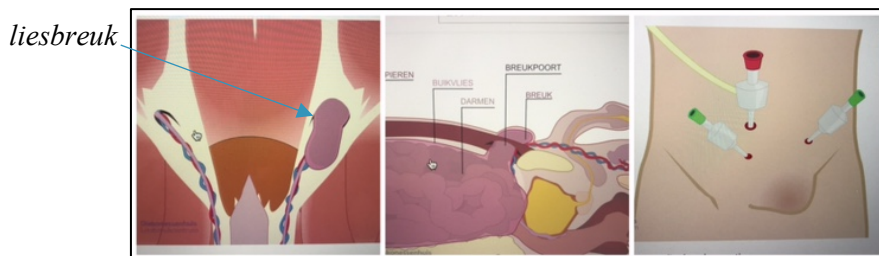 liesbreuk
PIEREN
BUIKVLIES
DARMEN
BREUKPOORT
BREUK